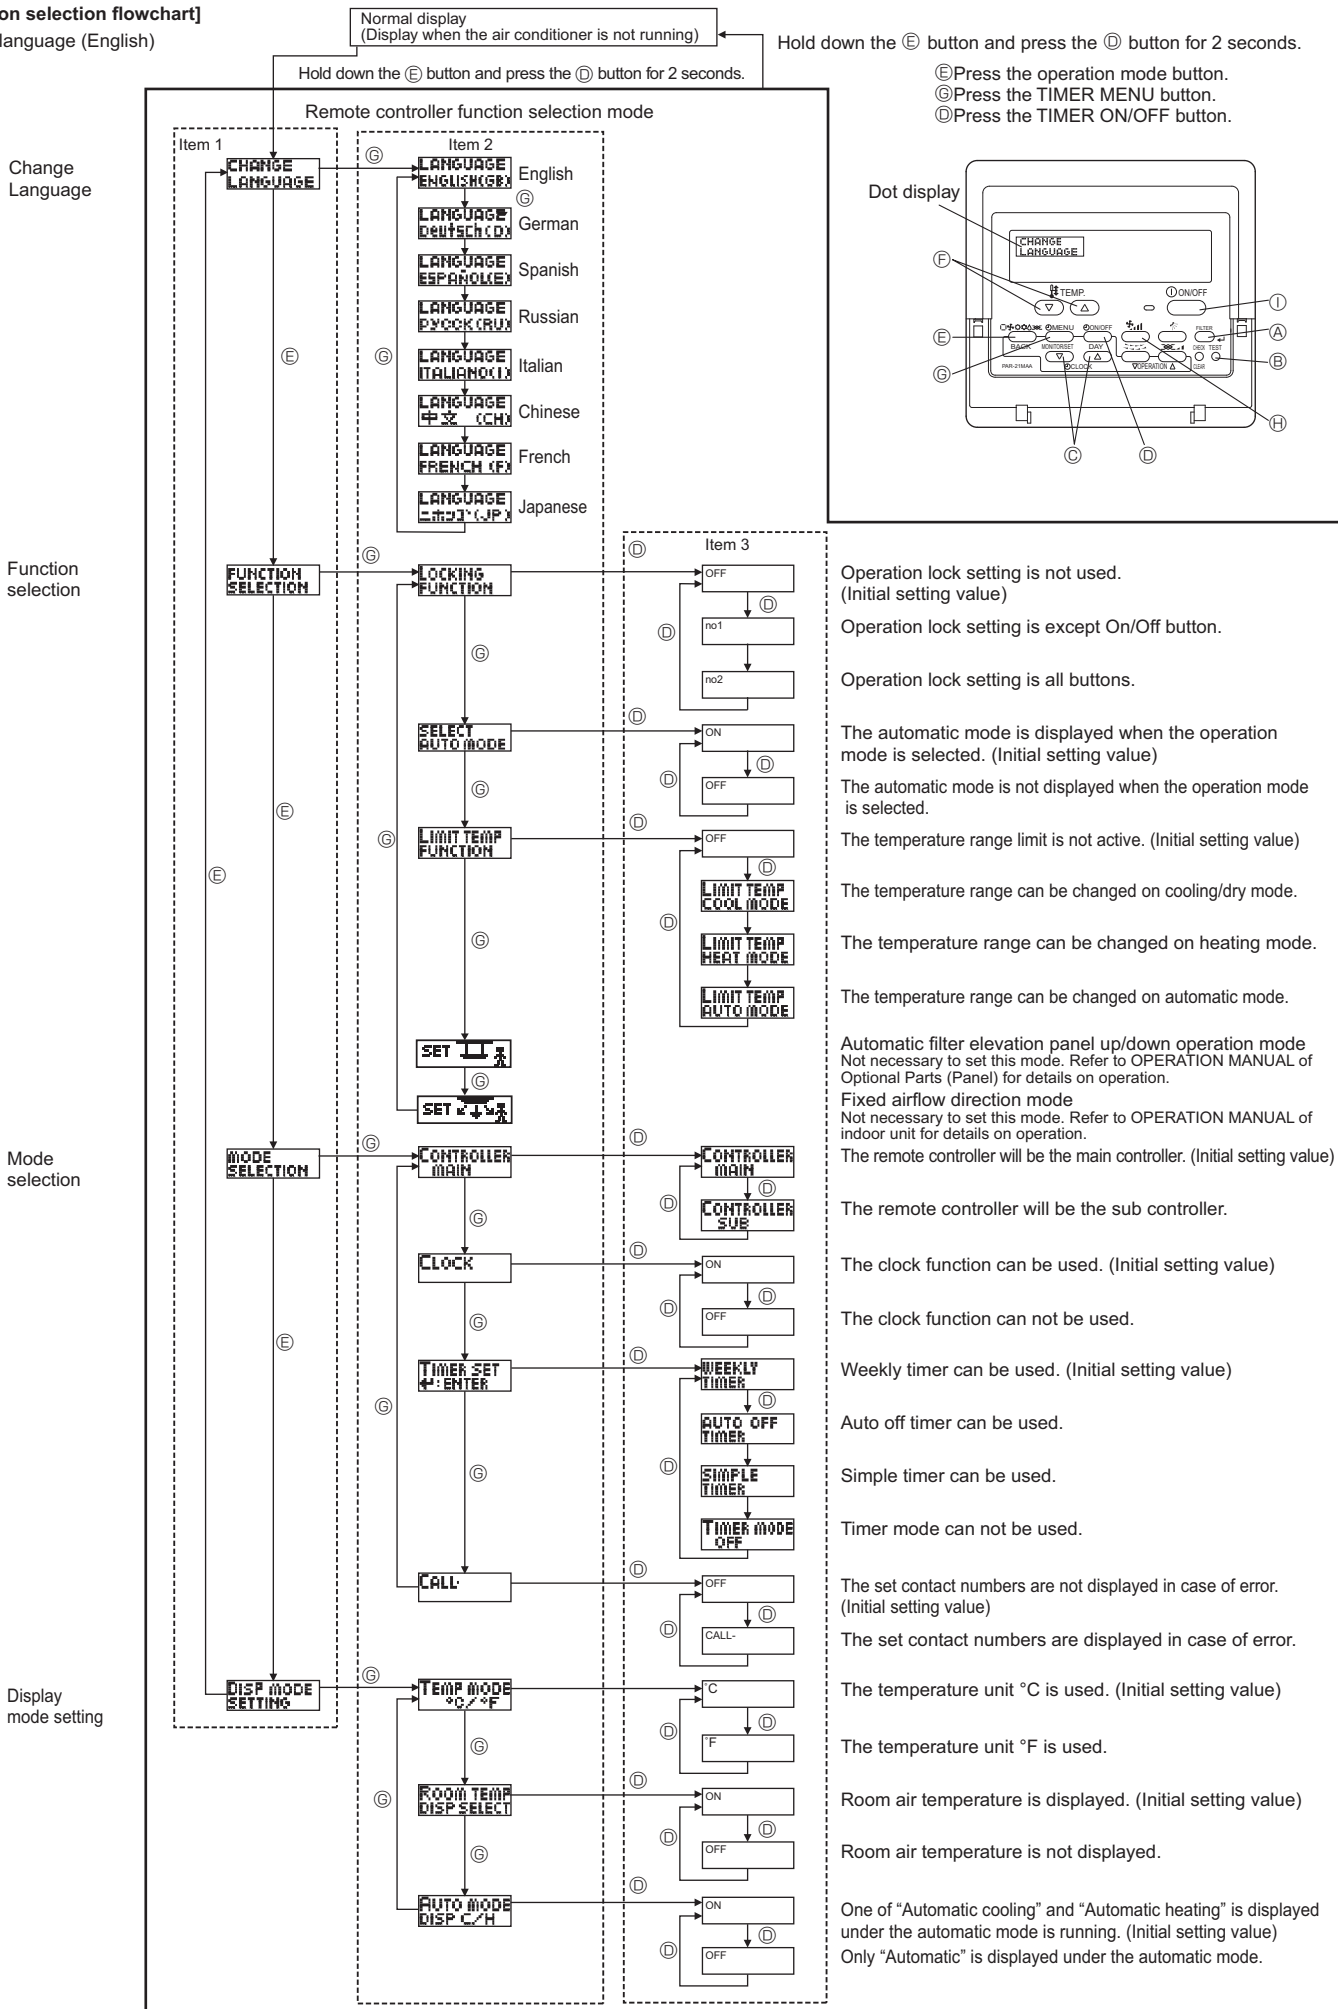 on selection flowchart]
language (English)
Normal display
(Display when the air conditioner is not running)
Hold down the Ⓔ button and press the Ⓓ button for 2 seconds.
Hold down the Ⓔ button and press the Ⓓ button for 2 seconds.
ⒺPress the operation mode button.
ⒼPress the TIMER MENU button.
ⒹPress the TIMER ON/OFF button.
Remote controller function selection mode
Item 1
Item 2
Change
Language
CHANGE
LANGUAGE
Ⓖ
LANGUAGE
ENGLISH(GB)
English
Ⓖ
LANGUAGE
Deutsch(D)
German
LANGUAGE
ESPAÑOL(E)
Spanish
LANGUAGE
РУССК(RU)
Russian
Ⓔ
Ⓖ
LANGUAGE
ITALIANO(I)
Italian
LANGUAGE
中文 (CH)
Chinese
LANGUAGE
FRENCH (F)
French
LANGUAGE
ニホンゴ(JP)
Japanese
Dot display
CHANGE
LANGUAGE
Ⓕ
TEMP.
ON/OFF
▽
△
Ⓘ
MENU
ON/OFF
FILTER
Ⓐ
Ⓔ
BACK
MONITOR/SET
DAY
CHECK TEST
Ⓑ
▽
△
PAR-21MAA
CLOCK
▽OPERATION △
CLEAR
Ⓖ
Ⓗ
Ⓒ
Ⓓ
Item 3
Function
selection
FUNCTION
SELECTION
Ⓖ
LOCKING
FUNCTION
Ⓓ
OFF
Operation lock setting is not used.
(Initial setting value)
Ⓓ
Ⓓ
no1
Operation lock setting is except On/Off button.
Ⓖ
no2
Operation lock setting is all buttons.
SELECT
AUTO MODE
Ⓓ
ON
The automatic mode is displayed when the operation
mode is selected. (Initial setting value)
Ⓓ
Ⓓ
Ⓖ
OFF
The automatic mode is not displayed when the operation mode
is selected.
Ⓔ
Ⓖ
LIMIT TEMP
FUNCTION
Ⓓ
OFF
The temperature range limit is not active. (Initial setting value)
Ⓔ
Ⓓ
LIMIT TEMP
COOL MODE
The temperature range can be changed on cooling/dry mode.
Ⓓ
Ⓖ
LIMIT TEMP
HEAT MODE
The temperature range can be changed on heating mode.
LIMIT TEMP
AUTO MODE
The temperature range can be changed on automatic mode.
SET
Automatic filter elevation panel up/down operation mode
Not necessary to set this mode. Refer to OPERATION MANUAL of
Optional Parts (Panel) for details on operation.
Ⓖ
SET
Fixed airflow direction mode
Not necessary to set this mode. Refer to OPERATION MANUAL of
indoor unit for details on operation.
Mode
selection
MODE
SELECTION
Ⓖ
CONTROLLER
MAIN
Ⓓ
CONTROLLER
MAIN
The remote controller will be the main controller. (Initial setting value)
Ⓓ
Ⓓ
Ⓖ
CONTROLLER
SUB
The remote controller will be the sub controller.
CLOCK
Ⓓ
ON
The clock function can be used. (Initial setting value)
Ⓓ
Ⓓ
Ⓖ
OFF
The clock function can not be used.
Ⓔ
TIMER SET
↵:ENTER
Ⓓ
WEEKLY
TIMER
Weekly timer can be used. (Initial setting value)
Ⓖ
Ⓓ
AUTO OFF
TIMER
Auto off timer can be used.
Ⓖ
Ⓓ
SIMPLE
TIMER
Simple timer can be used.
TIMER MODE
OFF
Timer mode can not be used.
CALL-
Ⓓ
OFF
The set contact numbers are not displayed in case of error.
(Initial setting value)
Ⓓ
Ⓓ
CALL-
The set contact numbers are displayed in case of error.
Display
mode setting
DISP MODE
SETTING
Ⓖ
TEMP MODE
°C/°F
Ⓓ
°C
The temperature unit °C is used. (Initial setting value)
Ⓓ
Ⓓ
Ⓖ
°F
The temperature unit °F is used.
Ⓖ
ROOM TEMP
DISP SELECT
Ⓓ
ON
Room air temperature is displayed. (Initial setting value)
Ⓓ
Ⓓ
Ⓖ
OFF
Room air temperature is not displayed.
AUTO MODE
DISP C/H
Ⓓ
ON
One of “Automatic cooling” and “Automatic heating” is displayed
under the automatic mode is running. (Initial setting value)
Ⓓ
Ⓓ
OFF
Only “Automatic” is displayed under the automatic mode.